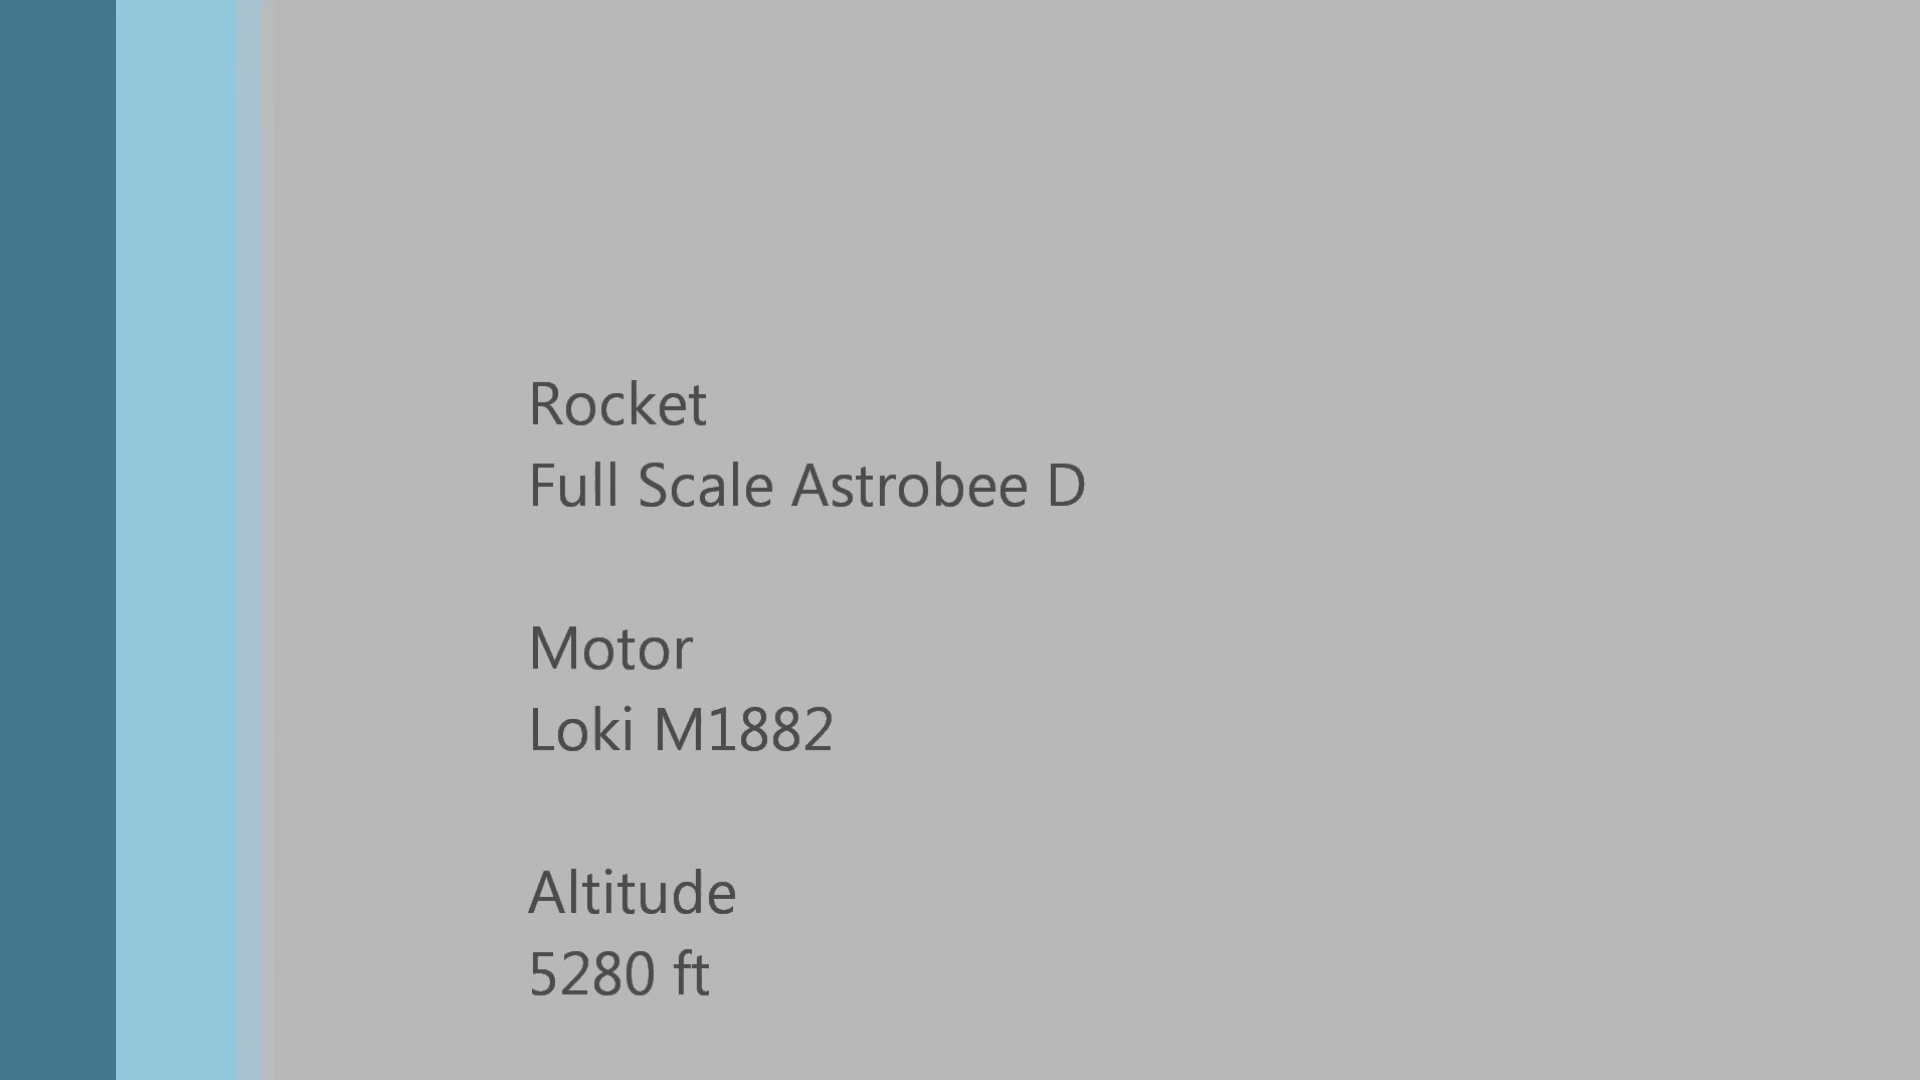 Rocket
Full Scale Astrobee D
Motor
Loki M1882
Altitude
5280 ft